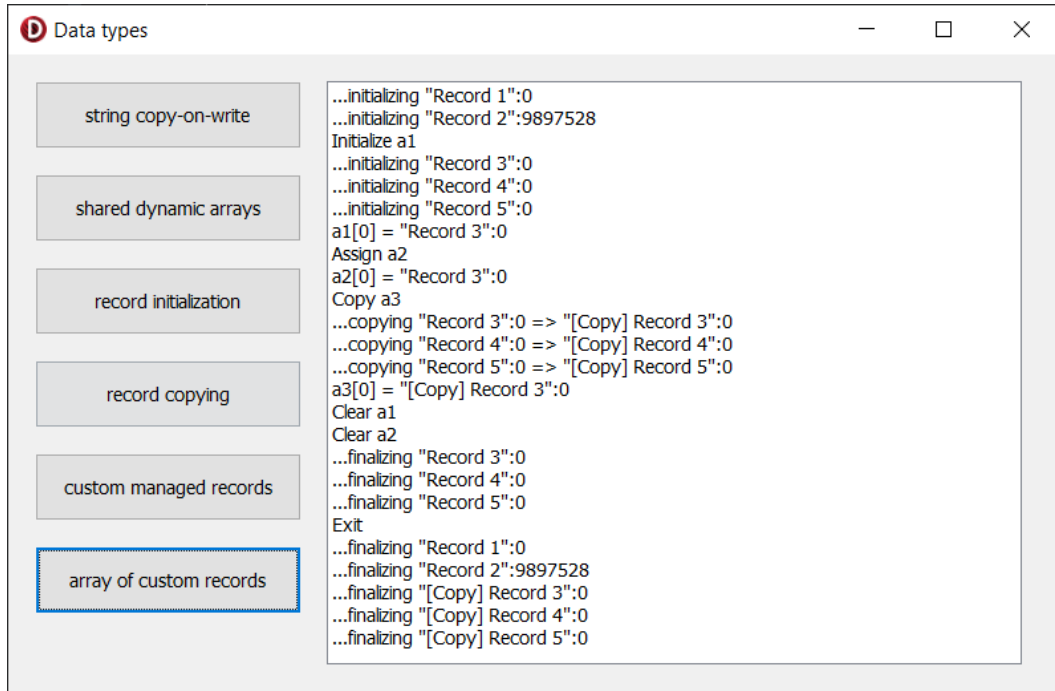 Data types
string copy-on-write
shared dynamic arrays
record initialization
record copying
custom managed records
array of custom records
...initializing "Record 1":0
...initializing "Record 2":9897528
Initialize a1
...initializing "Record 3":0
...initializing "Record 4":0
...initializing "Record 5":0
a1[0] = "Record 3":0
Assign a2
a2[0] = "Record 3":0
Copy a3
...copying "Record 3":0 => "[Copy] Record 3":0
...copying "Record 4":0 => "[Copy] Record 4":0
...copying "Record 5":0 => "[Copy] Record 5":0
a3[0] = "[Copy] Record 3":0
Clear a1
Clear a2
...finalizing "Record 3":0
...finalizing "Record 4":0
...finalizing "Record 5":0
Exit
...finalizing "Record 1":0
...finalizing "Record 2":9897528
...finalizing "[Copy] Record 3":0
...finalizing "[Copy] Record 4":0
...finalizing "[Copy] Record 5":0